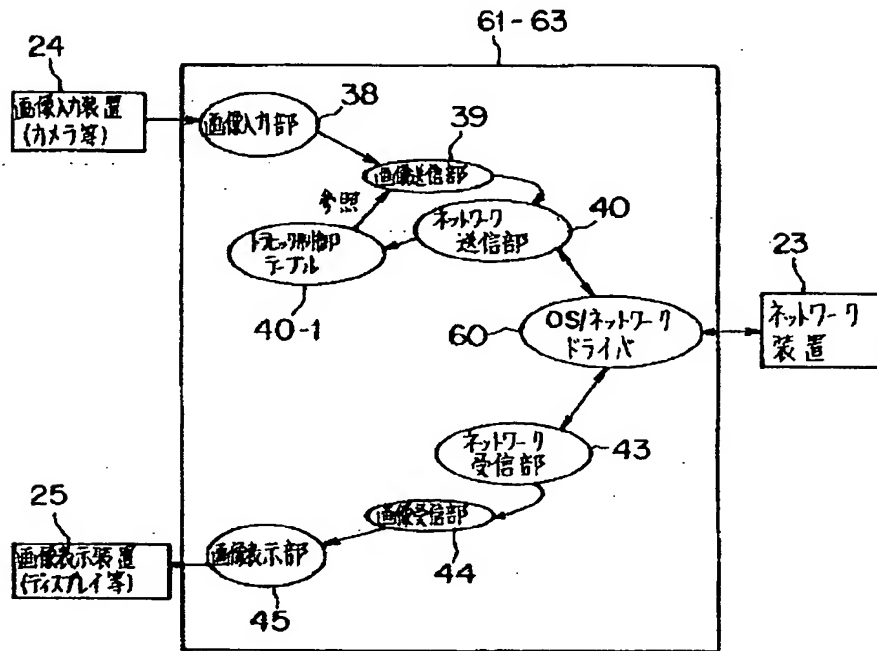 61-63
24
画像入力装置
(カメラ等)
画像入力部
38
39
画像送信部
参照
トラヒック制御
テーブル
40-1
ネットワーク
送信部
40
23
ネットワーク
装置
60
OS/ネットワーク
ドライバ
ネットワーク
受信部
43
画像受信部
44
25
画像表示装置
(ディスプレイ等)
画像表示部
45